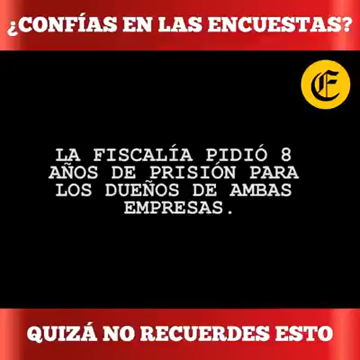 ¿CONFÍAS EN LAS ENCUESTAS?
E
LA FISCALÍA PIDIÓ 8
AÑOS DE PRISIÓN PARA
LOS DUEÑOS DE AMBAS
EMPRESAS.
QUIZÁ NO RECUERDES ESTO